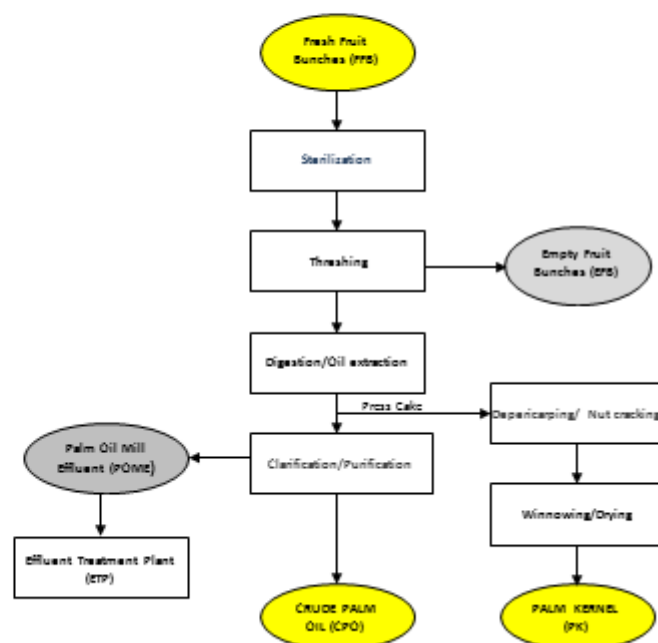 Fresh Fruit
Bunches (FFB)
Sterilization
Threshing
Empty Fruit
Bunches (EFB)
Digestion/Oil extraction
Press Cake
Depericarping/ Nut cracking
Palm Oil Mill
Effluent (POME)
Clarification/Purification
Winnowing/Drying
Effluent Treatment Plant
(ETP)
CRUDE PALM
OIL (CPO)
PALM KERNEL
(PK)